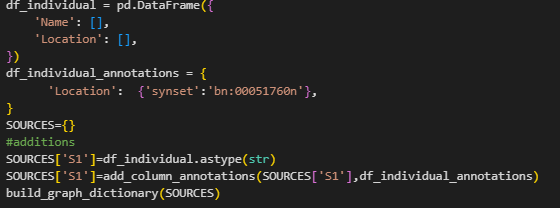 df_individual = pd.DataFrame({
    'Name': [],
    'Location': [],
})
df_individual_annotations = {
      'Location':  {'synset':'bn:00051760n'},
}
SOURCES={}
#additions
SOURCES['S1']=df_individual.astype(str)
SOURCES['S1']=add_column_annotations(SOURCES['S1'],df_individual_annotations)
build_graph_dictionary(SOURCES)